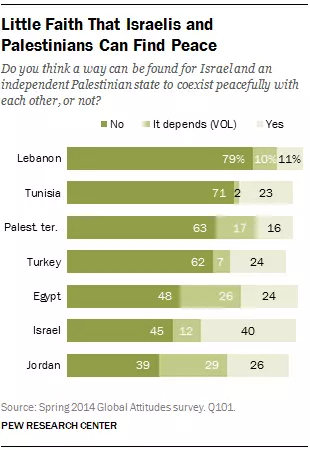 Little Faith That Israelis and
Palestinians Can Find Peace
Do you think a way can be found for Israel and an
independent Palestinian state to coexist peacefully with
each other, or not?
No It depends (VOL) Yes
Lebanon 79% 10% 11%
Tunisia 71 2 23
Palest. ter. 63 17 16
Turkey 62 7 24
Egypt 48 26 24
Israel 45 12 40
Jordan 39 29 26
Source: Spring 2014 Global Attitudes survey. Q101.
PEW RESEARCH CENTER